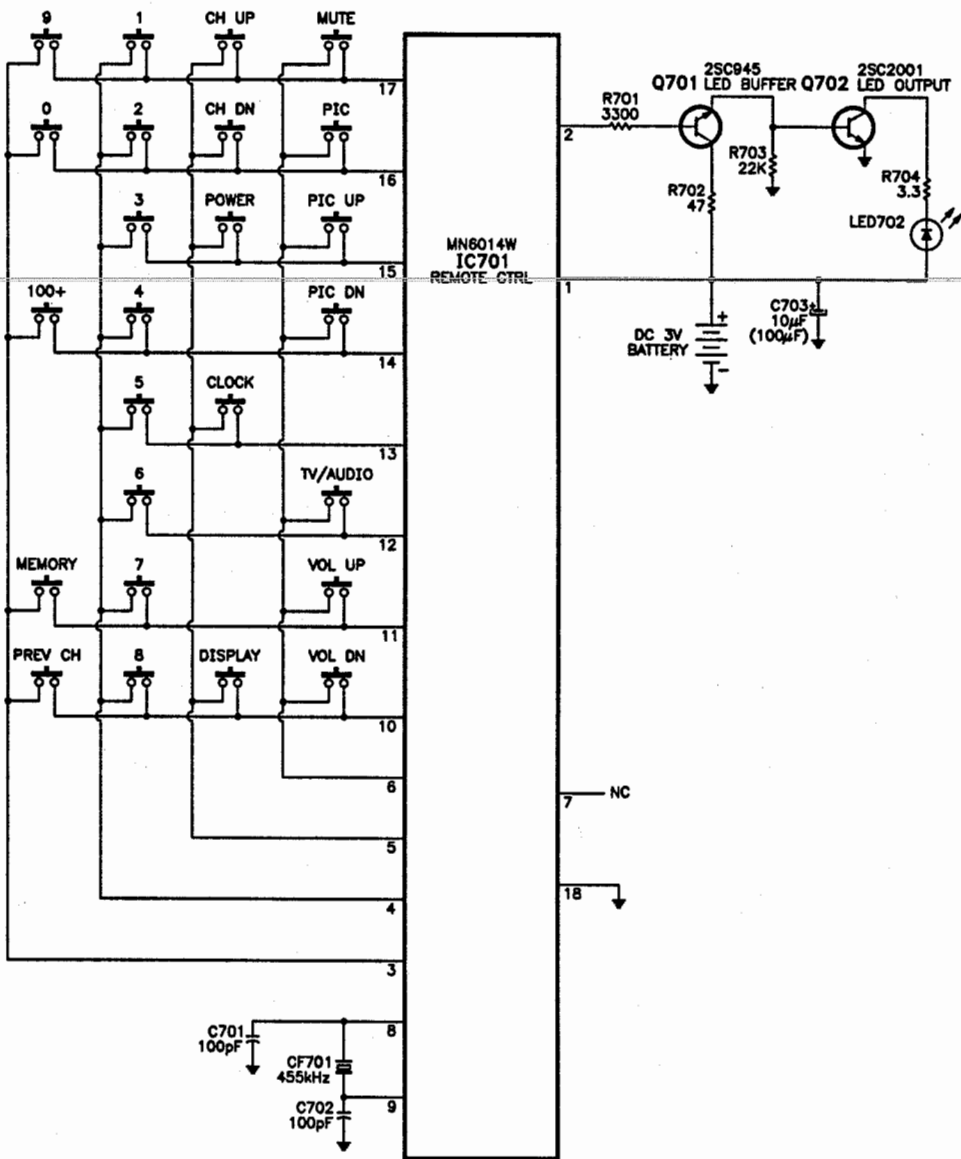 9 1 CH UP MUTE
17
0 2 CH DN PIC
16
3 POWER PIC UP
15
100+ 4 PIC DN
14
5 CLOCK
13
6 TV/AUDIO
12
MEMORY 7 VOL UP
11
PREV CH 8 DISPLAY VOL DN
10
6
5
4
3
C701
100pF
8
CF701
455kHz
C702
100pF
9
MN6014W
IC701
REMOTE CTRL
2
R701
3300
2SC945
Q701 LED BUFFER
2SC2001
Q702 LED OUTPUT
R703
22K
R702
47
R704
3.3
LED702
1
DC 3V
BATTERY
+
-
C703+
10µF
(100µF)
7 NC
18